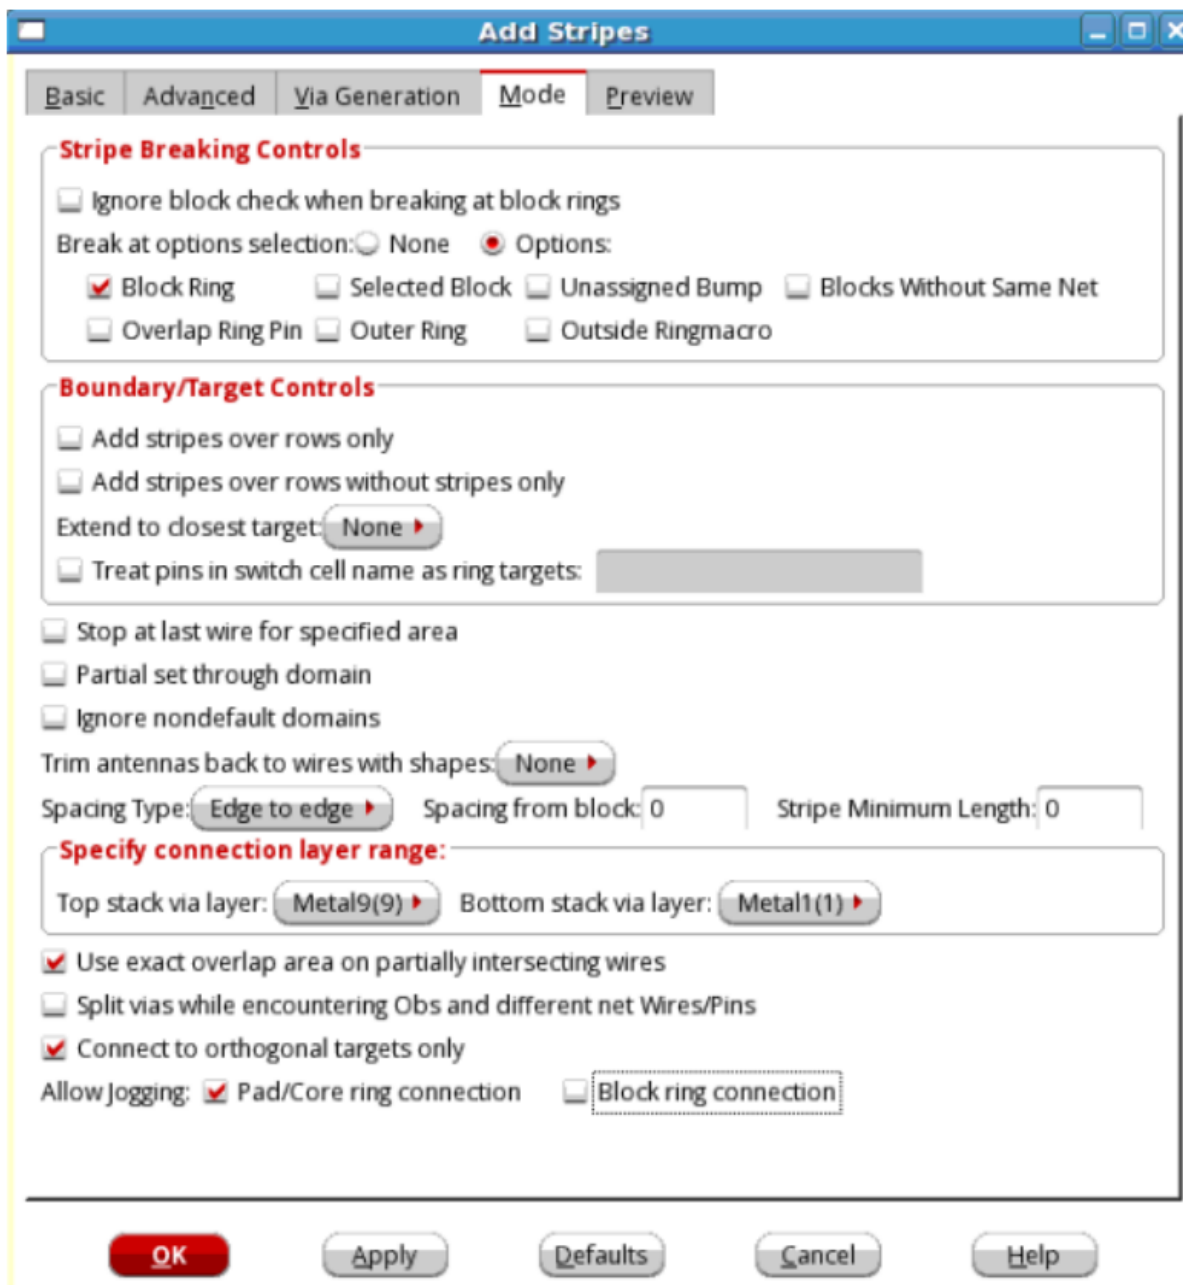 Add Stripes
Basic Advanced Via Generation Mode Preview
Stripe Breaking Controls
Ignore block check when breaking at block rings
Break at options selection: None Options:
Block Ring Selected Block Unassigned Bump Blocks Without Same Net
Overlap Ring Pin Outer Ring Outside Ringmacro
Boundary/Target Controls
Add stripes over rows only
Add stripes over rows without stripes only
Extend to closest target: None
Treat pins in switch cell name as ring targets:
Stop at last wire for specified area
Partial set through domain
Ignore nondefault domains
Trim antennas back to wires with shapes: None
Spacing Type: Edge to edge Spacing from block: 0 Stripe Minimum Length: 0
Specify connection layer range:
Top stack via layer: Metal9(9) Bottom stack via layer: Metal1(1)
Use exact overlap area on partially intersecting wires
Split vias while encountering Obs and different net Wires/Pins
Connect to orthogonal targets only
Allow Jogging: Pad/Core ring connection Block ring connection
OK Apply Defaults Cancel Help